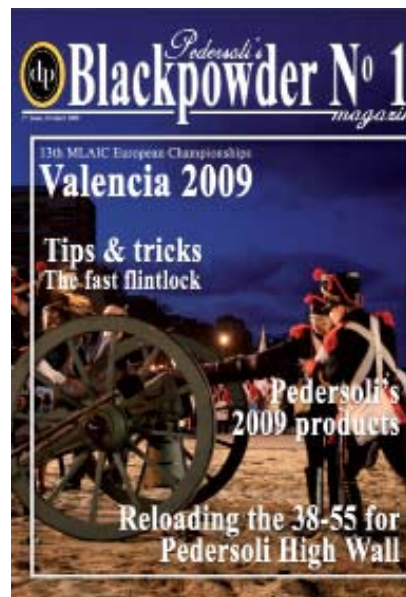 Pedersoli's
dp
Blackpowder Nº 1
magazin
13th MLAIC European Championships
Valencia 2009
Tips & tricks
The fast flintlock
Pedersoli's
2009 products
Reloading the 38-55 for
Pedersoli High Wall